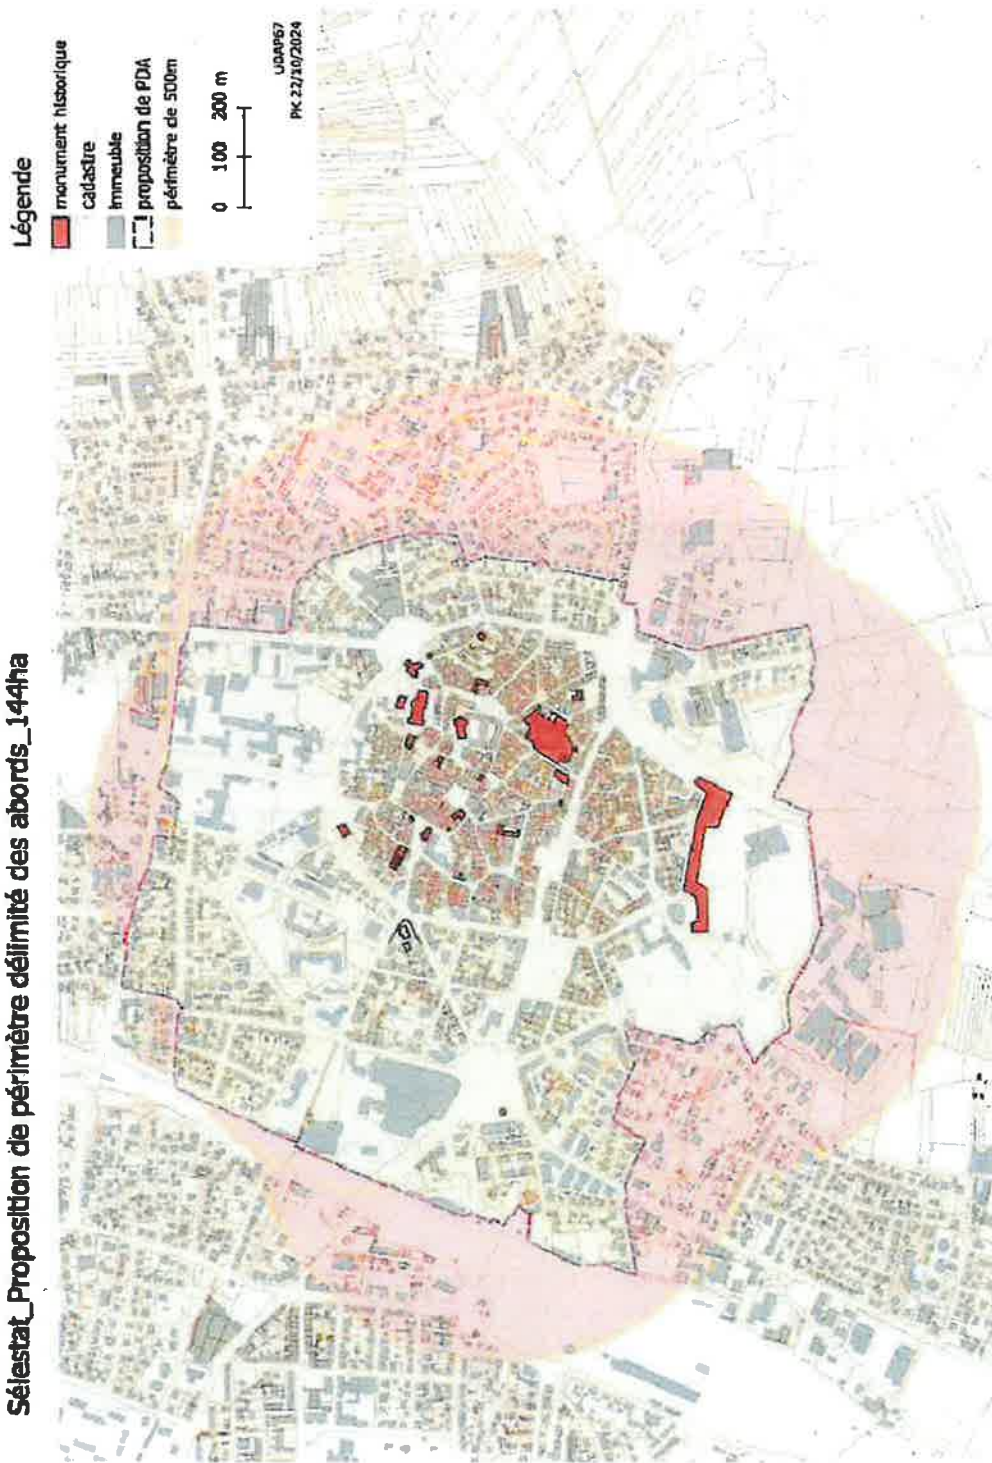 Sélestat_Proposition de périmètre délimité des abords_144ha
Légende
monument historique
cadastre
immeuble
proposition de PDA
périmètre de 500m
0 100 200 m
UDAP67
PK 22/10/2024